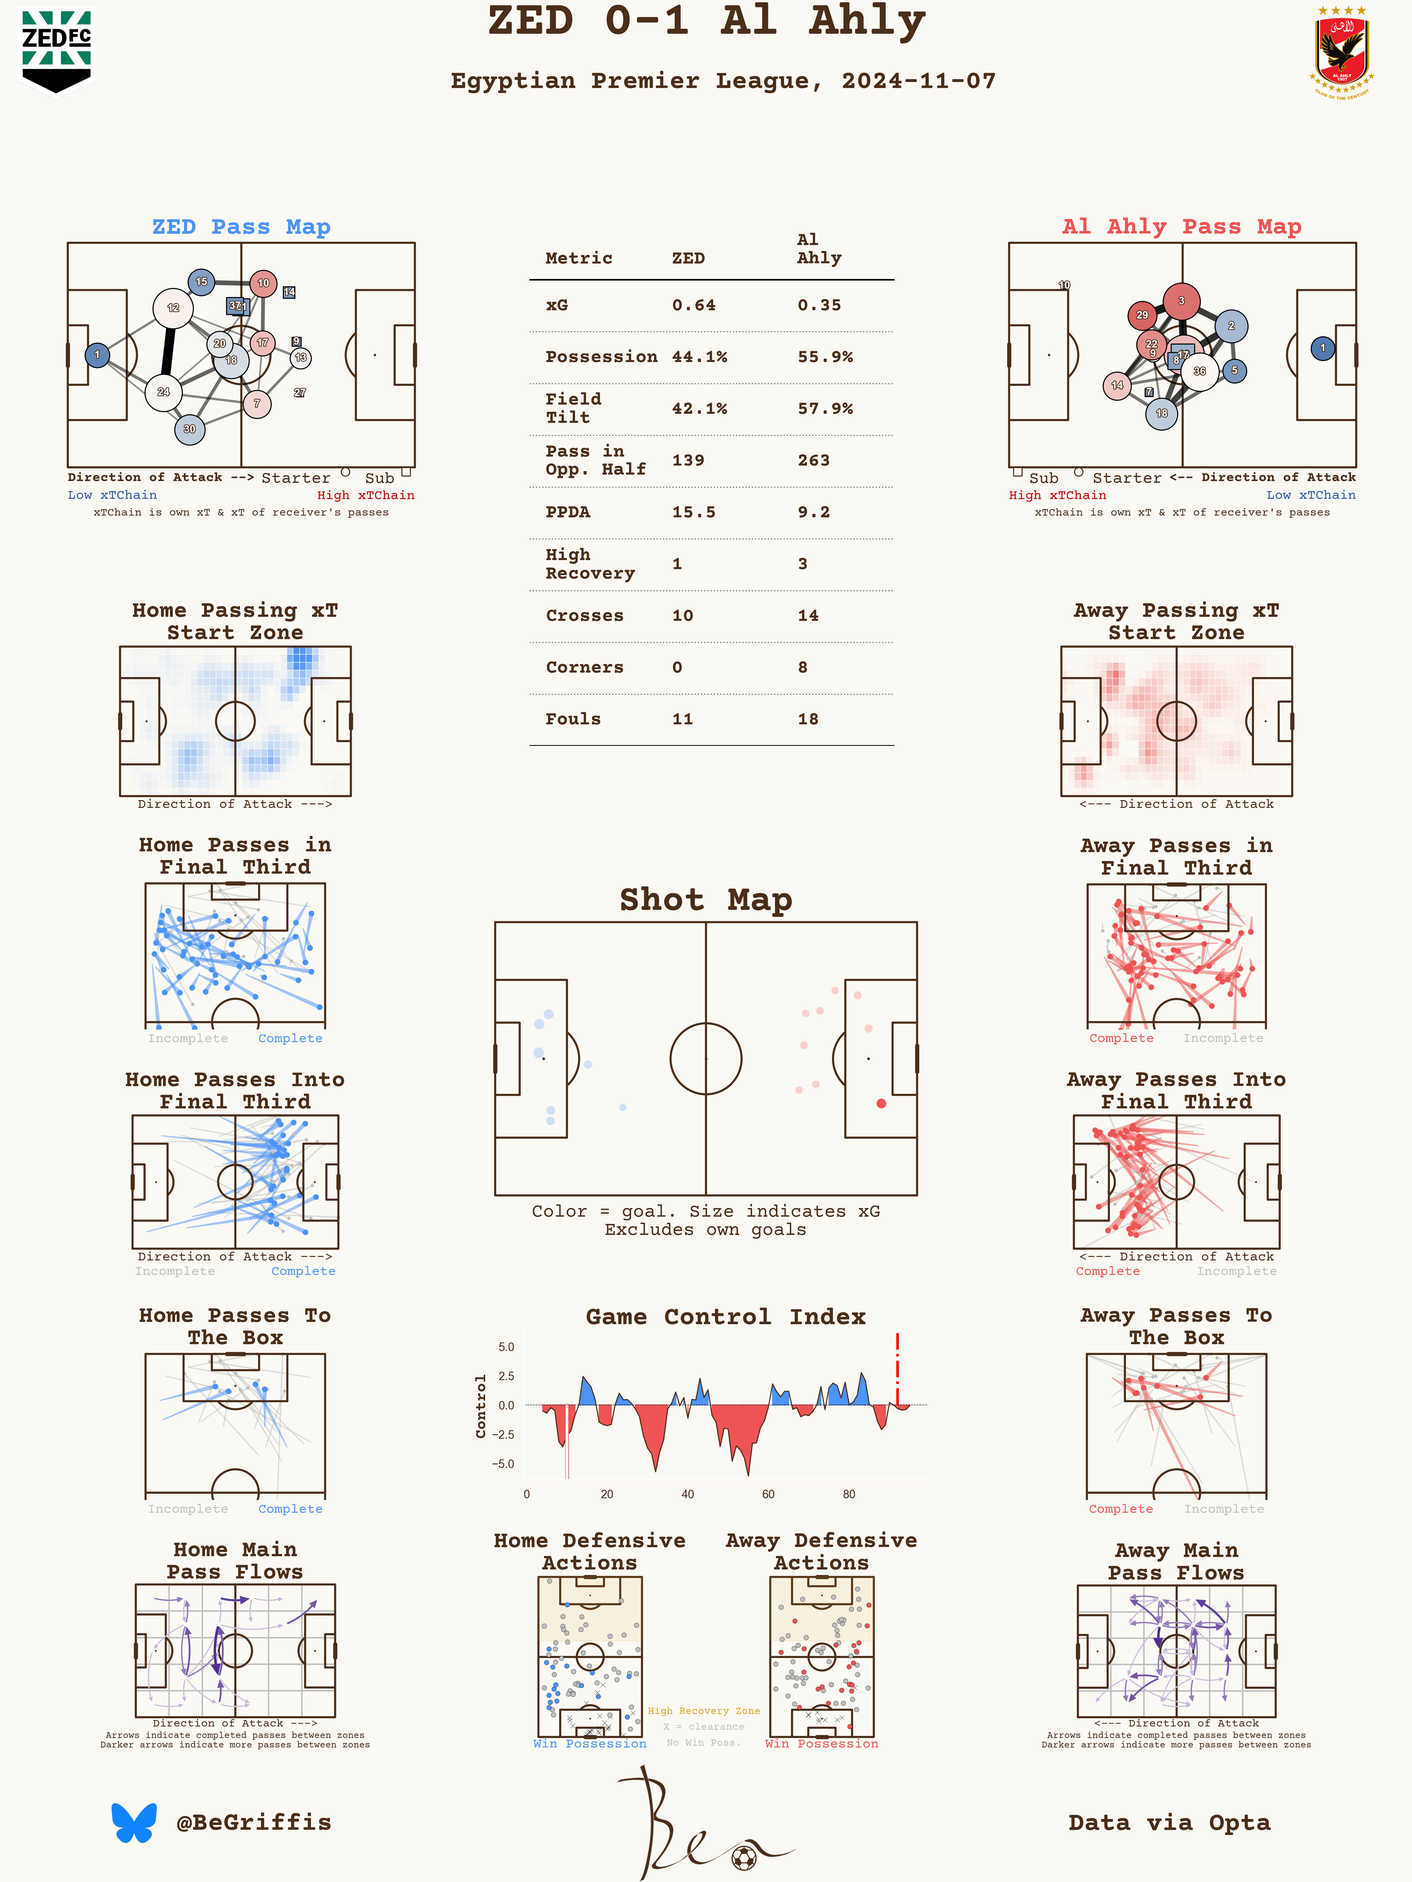 ZED 0-1 Al Ahly
Egyptian Premier League, 2024-11-07
ZED FC
الأهلي
AL AHLY
1907
CLUB OF THE CENTURY
ZED Pass Map
15
10
14
12
37
20
17
9
18
13
1
24
27
7
30
Direction of Attack --> Starter Sub
Low xTChain High xTChain
xTChain is own xT & xT of receiver's passes
Metric ZED Al Ahly
xG 0.64 0.35
Possession 44.1% 55.9%
Field Tilt 42.1% 57.9%
Pass in Opp. Half 139 263
PPDA 15.5 9.2
High Recovery 1 3
Crosses 10 14
Corners 0 8
Fouls 11 18
Al Ahly Pass Map
10
3
29
2
22
9
17
8
1
36
5
14
7
18
Sub Starter <-- Direction of Attack
High xTChain Low xTChain
xTChain is own xT & xT of receiver's passes
Home Passing xT
Start Zone
Direction of Attack --->
Away Passing xT
Start Zone
<--- Direction of Attack
Home Passes in
Final Third
Incomplete Complete
Away Passes in
Final Third
Complete Incomplete
Shot Map
Color = goal. Size indicates xG
Excludes own goals
Home Passes Into
Final Third
Direction of Attack --->
Incomplete Complete
Away Passes Into
Final Third
<--- Direction of Attack
Complete Incomplete
Home Passes To
The Box
Incomplete Complete
Game Control Index
Control
5.0
2.5
0.0
−2.5
−5.0
0 20 40 60 80
Away Passes To
The Box
Complete Incomplete
Home Main
Pass Flows
Direction of Attack --->
Arrows indicate completed passes between zones
Darker arrows indicate more passes between zones
Home Defensive
Actions
Win Possession
High Recovery Zone
X = clearance
No Win Poss.
Away Defensive
Actions
Win Possession
Away Main
Pass Flows
<--- Direction of Attack
Arrows indicate completed passes between zones
Darker arrows indicate more passes between zones
@BeGriffis
Ben
Data via Opta